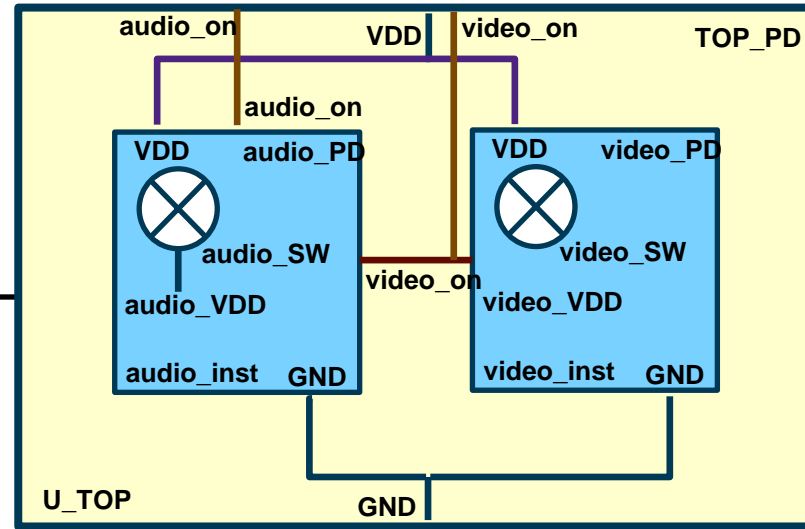 audio_on
VDD
video_on
TOP_PD
audio_on
VDD
audio_PD
VDD
video_PD
audio_SW
video_SW
video_on
audio_VDD
video_VDD
audio_inst
GND
video_inst
GND
U_TOP
GND